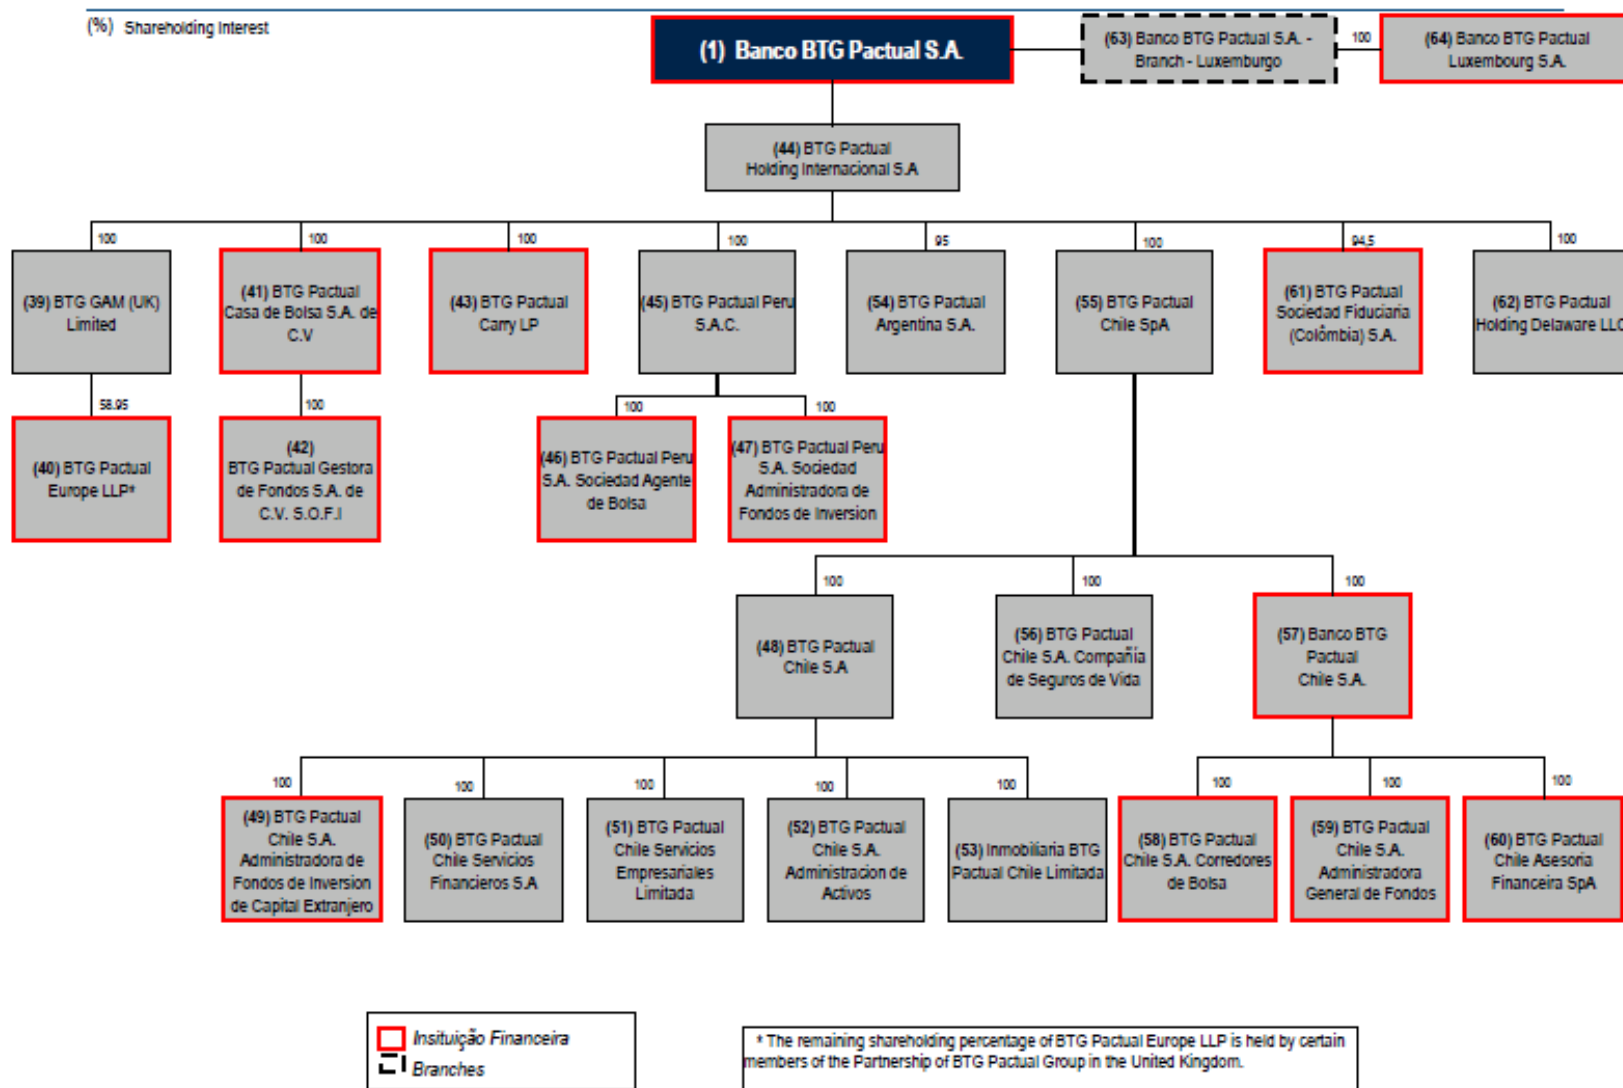 (%) Shareholding Interest
(1) Banco BTG Pactual S.A.
(63) Banco BTG Pactual S.A. -
Branch - Luxemburgo
100
(64) Banco BTG Pactual
Luxembourg S.A.
(44) BTG Pactual
Holding Internacional S.A
100
100
100
100
95
100
94,5
100
(39) BTG GAM (UK)
Limited
(41) BTG Pactual
Casa de Bolsa S.A. de
C.V
(43) BTG Pactual
Carry LP
(45) BTG Pactual Peru
S.A.C.
(54) BTG Pactual
Argentina S.A.
(55) BTG Pactual
Chile SpA
(61) BTG Pactual
Sociedad Fiduciaria
(Colômbia) S.A.
(62) BTG Pactual
Holding Delaware LLC
58.95
100
100
100
(40) BTG Pactual
Europe LLP*
(42)
BTG Pactual Gestora
de Fondos S.A. de
C.V. S.O.F.I
(46) BTG Pactual Peru
S.A. Sociedad Agente
de Bolsa
(47) BTG Pactual Peru
S.A. Sociedad
Administradora de
Fondos de Inversion
100
100
100
(48) BTG Pactual
Chile S.A
(56) BTG Pactual
Chile S.A. Compañía
de Seguros de Vida
(57) Banco BTG
Pactual
Chile S.A.
100
100
100
100
100
100
100
100
(49) BTG Pactual
Chile S.A.
Administradora de
Fondos de Inversion
de Capital Extranjero
(50) BTG Pactual
Chile Servicios
Financieros S.A
(51) BTG Pactual
Chile Servicios
Empresariales
Limitada
(52) BTG Pactual
Chile S.A.
Administracion de
Activos
(53) Inmobiliaria BTG
Pactual Chile Limitada
(58) BTG Pactual
Chile S.A. Corredores
de Bolsa
(59) BTG Pactual
Chile S.A.
Administradora
General de Fondos
(60) BTG Pactual
Chile Asesoria
Financeira SpA
Insituição Financeira
Branches
* The remaining shareholding percentage of BTG Pactual Europe LLP is held by certain
members of the Partnership of BTG Pactual Group in the United Kingdom.